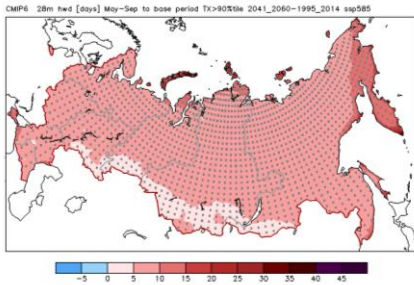 CMIP6 28m hwd [days] May-Sep to base period TX>90%tile 2041_2060-1995_2014 ssp585
-5 0 5 10 15 20 25 30 35 40 45